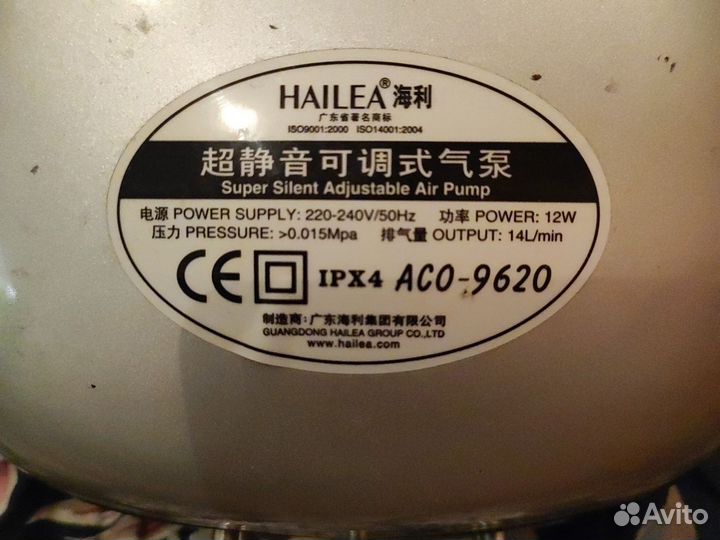 HAILEA® 海利
广东省著名商标
ISO9001:2000 ISO14001:2004
超静音可调式气泵
Super Silent Adjustable Air Pump
电源 POWER SUPPLY: 220-240V/50Hz 功率 POWER: 12W
压力 PRESSURE: >0.015Mpa 排气量 OUTPUT: 14L/min
CE IPX4 ACO-9620
制造商:广东海利集团有限公司
GUANGDONG HAILEA GROUP CO.,LTD
www.hailea.com
Avito